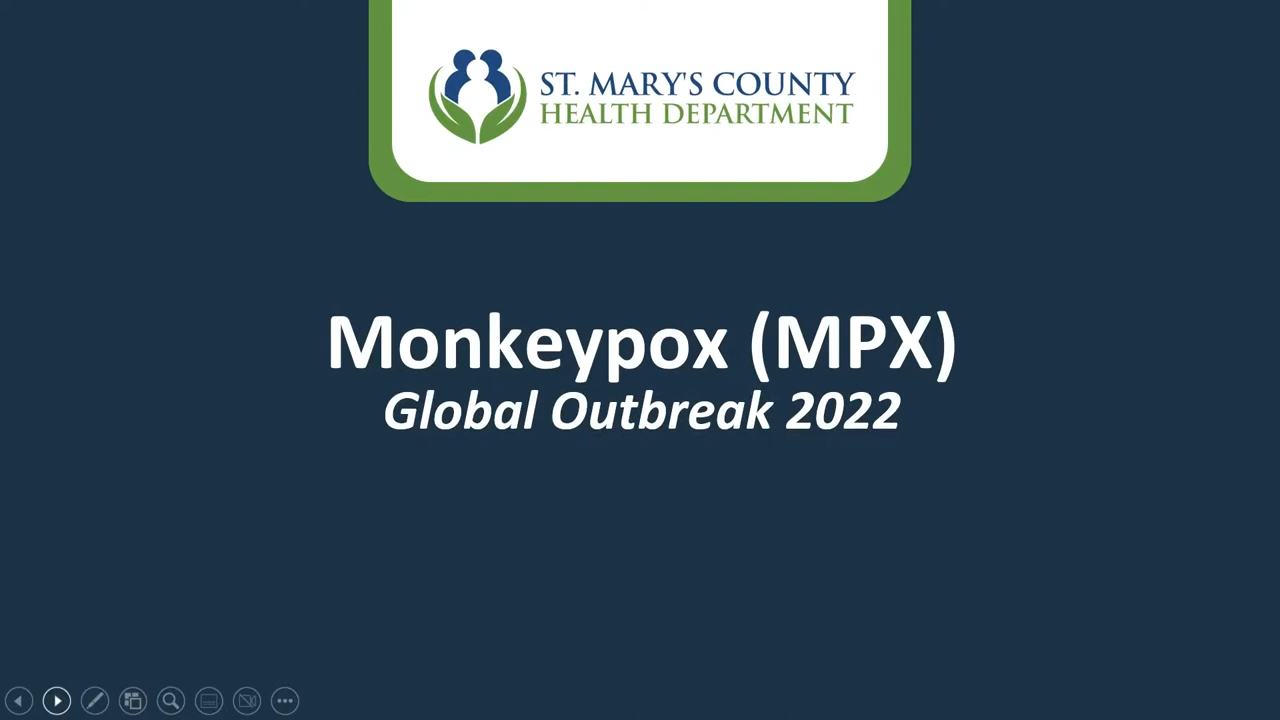 ST. MARY'S COUNTY
HEALTH DEPARTMENT
Monkeypox (MPX)
Global Outbreak 2022